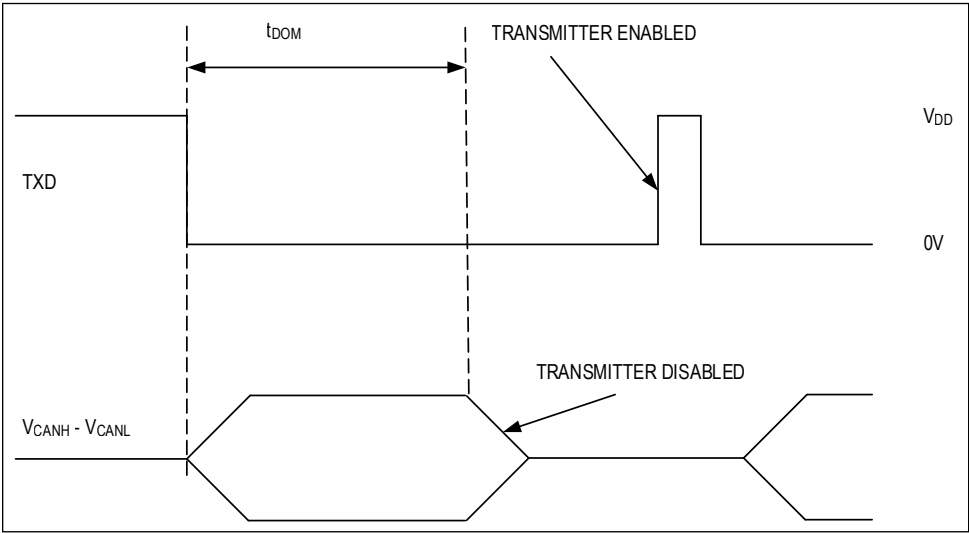 tDOM
TRANSMITTER ENABLED
VDD
TXD
0V
TRANSMITTER DISABLED
VCANH - VCANL